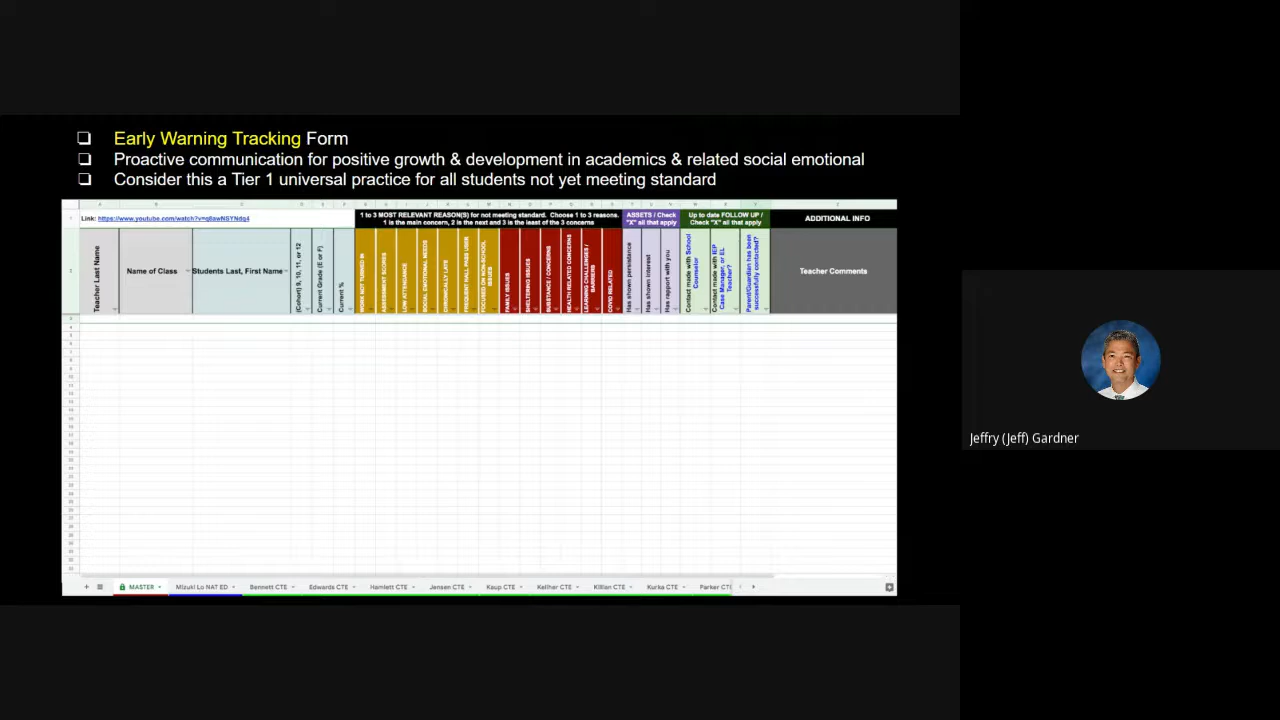 Early Warning Tracking Form
Proactive communication for positive growth & development in academics & related social emotional
Consider this a Tier 1 universal practice for all students not yet meeting standard
Link: https://www.youtube.com/watch?v=q8awNSYNdq4
1 to 3 MOST RELEVANT REASON(S) for not meeting standard. Choose 1 to 3 reasons.
1 is the main concern, 2 is the next and 3 is the least of the 3 concerns
ASSETS / Check
"X" all that apply
Up to date FOLLOW UP /
Check "X" all that apply
ADDITIONAL INFO
Teacher Last Name
Name of Class
Students Last, First Name
(Cohort) 9, 10, 11, or 12
Current Grade (E or F)
Current %
WORK NOT TURNED IN
ASSESSMENT SCORES
LOW ATTENDANCE
SOCIAL EMOTIONAL NEEDS
CHRONICALLY LATE
FREQUENT HALL PASS USER
FOCUSED ON NON-SCHOOL
ISSUES
FAMILY ISSUES
SHELTERING ISSUES
SUBSTANCE / CONCERNS
HEALTH RELATED CONCERNS
LEARNING CHALLENGES /
BARRIERS
COVID RELATED
Has shown persistance
Has shown interest
Has rapport with you
Contact made with School
Counselor
Contact made with IEP
Case Manager, or EL
Teacher?
Parent/Guardian has been
successfully contacted?
Teacher Comments
MASTER
Mizuki Lo NAT ED
Bennett CTE
Edwards CTE
Hamlett CTE
Jensen CTE
Kaup CTE
Keliher CTE
Killian CTE
Kurka CTE
Parker CTE
Jeffry (Jeff) Gardner